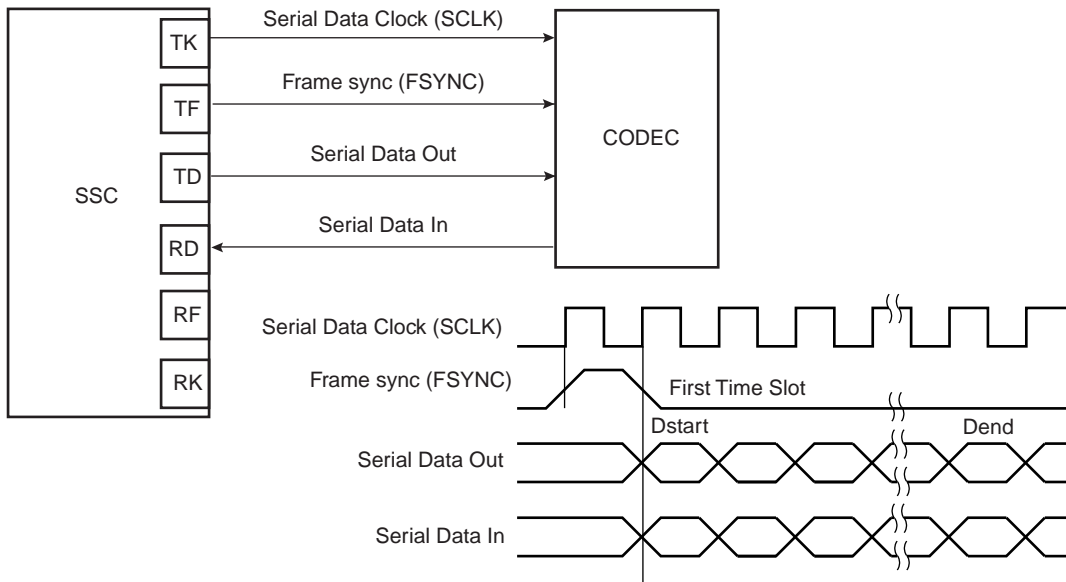 Serial Data Clock (SCLK)
TK
Frame sync (FSYNC)
TF
CODEC
Serial Data Out
TD
SSC
Serial Data In
RD
RF
Serial Data Clock (SCLK)
RK
Frame sync (FSYNC)
First Time Slot
Dstart
Dend
Serial Data Out
Serial Data In